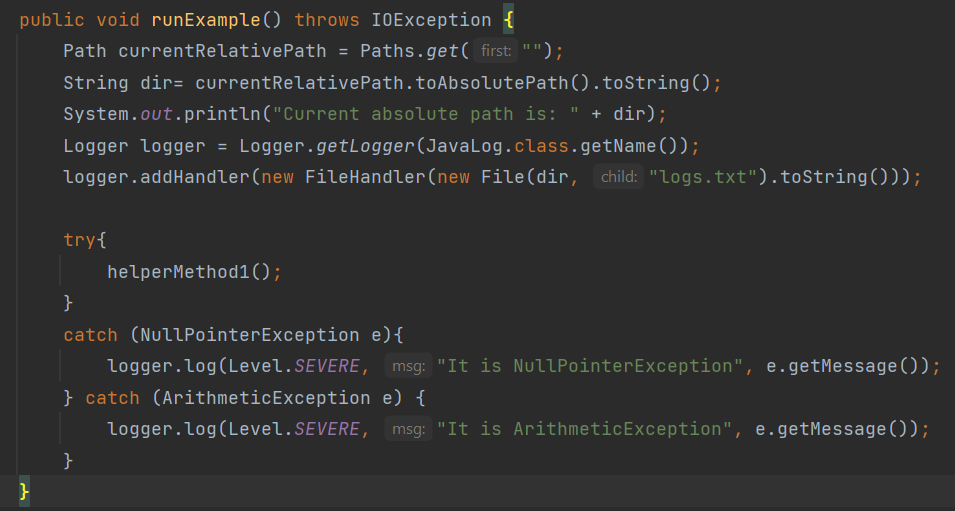 public void runExample() throws IOException {
    Path currentRelativePath = Paths.get( first: "");
    String dir= currentRelativePath.toAbsolutePath().toString();
    System.out.println("Current absolute path is: " + dir);
    Logger logger = Logger.getLogger(JavaLog.class.getName());
    logger.addHandler(new FileHandler(new File(dir, child: "logs.txt").toString()));
    try{
        helperMethod1();
    }
    catch (NullPointerException e){
        logger.log(Level.SEVERE, msg: "It is NullPointerException", e.getMessage());
    } catch (ArithmeticException e) {
        logger.log(Level.SEVERE, msg: "It is ArithmeticException", e.getMessage());
    }
}